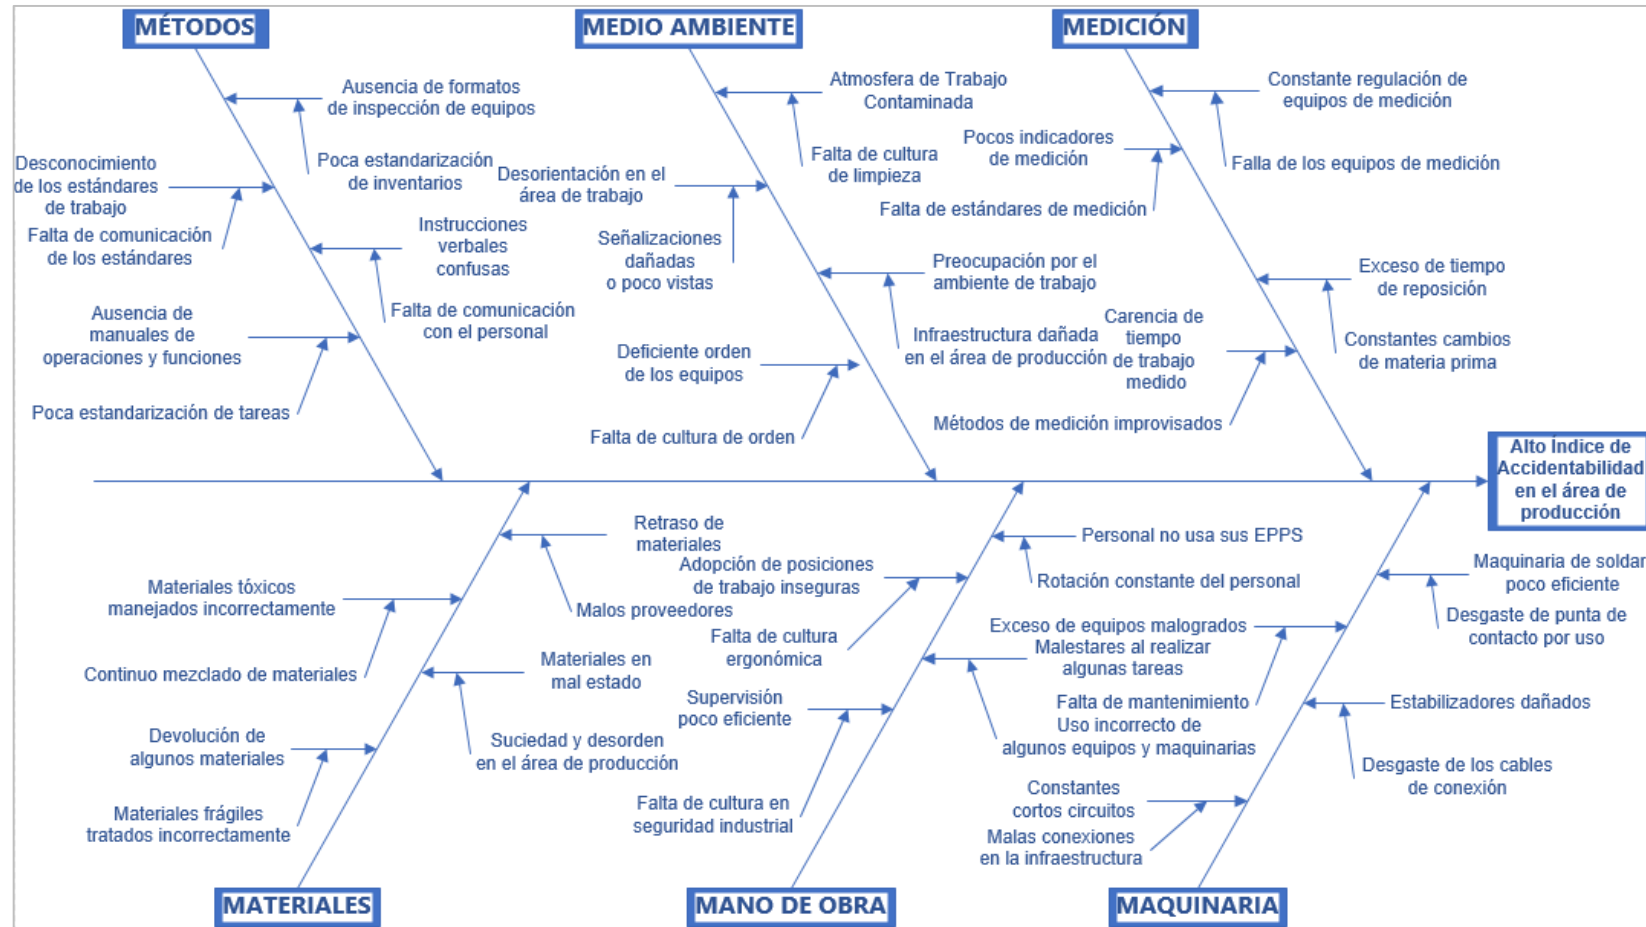 MÉTODOS
MEDIO AMBIENTE
MEDICIÓN
Ausencia de formatos
de inspección de equipos
Poca estandarización
de inventarios
Desconocimiento
de los estándares
de trabajo
Falta de comunicación
de los estándares
Instrucciones
verbales
confusas
Falta de comunicación
con el personal
Ausencia de
manuales de
operaciones y funciones
Poca estandarización de tareas
Atmosfera de Trabajo
Contaminada
Falta de cultura
de limpieza
Desorientación en el
área de trabajo
Señalizaciones
dañadas
o poco vistas
Preocupación por el
ambiente de trabajo
Infraestructura dañada
en el área de producción
Deficiente orden
de los equipos
Falta de cultura de orden
Constante regulación de
equipos de medición
Falla de los equipos de medición
Pocos indicadores
de medición
Falta de estándares de medición
Exceso de tiempo
de reposición
Constantes cambios
de materia prima
Carencia de
tiempo
de trabajo
medido
Métodos de medición improvisados
Alto Índice de
Accidentabilidad
en el área de
producción
Retraso de
materiales
Malos proveedores
Materiales tóxicos
manejados incorrectamente
Continuo mezclado de materiales
Materiales en
mal estado
Suciedad y desorden
en el área de producción
Devolución de
algunos materiales
Materiales frágiles
tratados incorrectamente
Personal no usa sus EPPS
Rotación constante del personal
Adopción de posiciones
de trabajo inseguras
Falta de cultura
ergonómica
Malestares al realizar
algunas tareas
Uso incorrecto de
algunos equipos y maquinarias
Supervisión
poco eficiente
Falta de cultura en
seguridad industrial
Maquinaria de soldar
poco eficiente
Desgaste de punta de
contacto por uso
Exceso de equipos malogrados
Falta de mantenimiento
Estabilizadores dañados
Desgaste de los cables
de conexión
Constantes
cortos circuitos
Malas conexiones
en la infraestructura
MATERIALES
MANO DE OBRA
MAQUINARIA